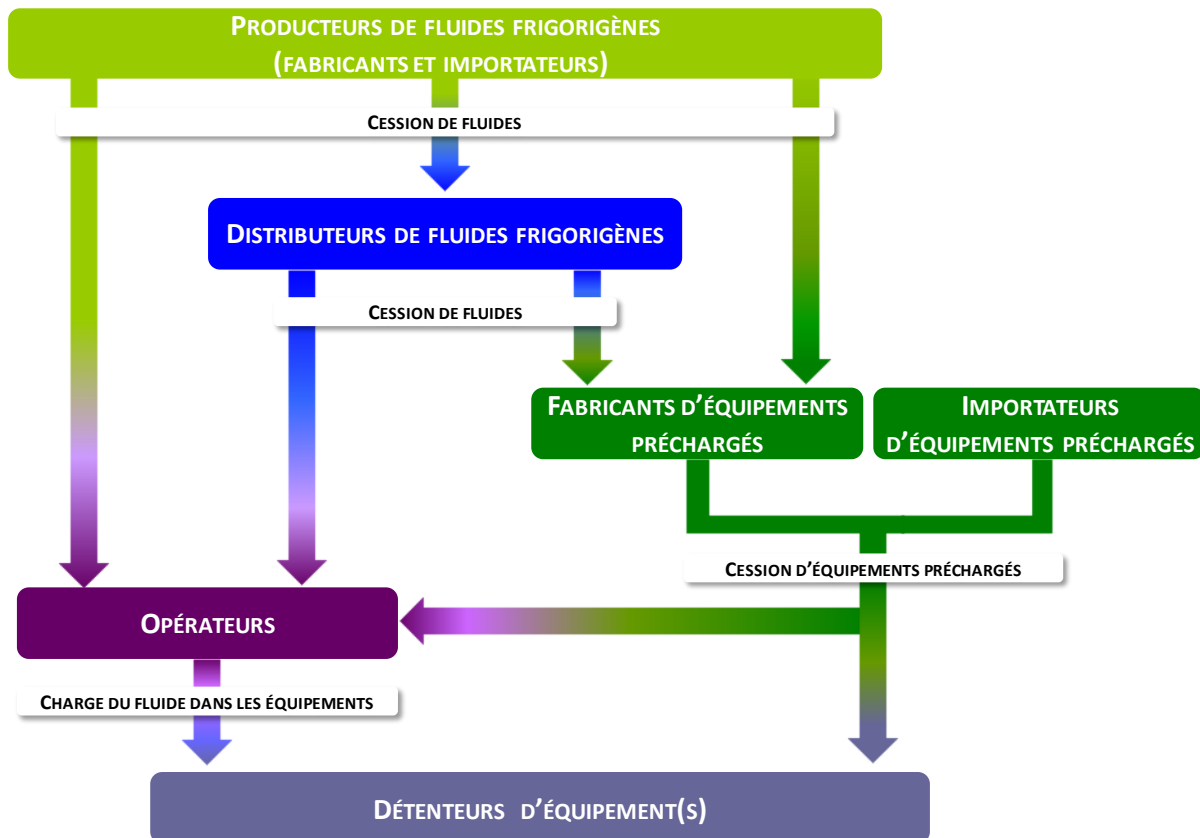 PRODUCTEURS DE FLUIDES FRIGORIGÈNES
(FABRICANTS ET IMPORTATEURS)
CESSION DE FLUIDES
DISTRIBUTEURS DE FLUIDES FRIGORIGÈNES
CESSION DE FLUIDES
FABRICANTS D'ÉQUIPEMENTS
PRÉCHARGÉS
IMPORTATEURS
D'ÉQUIPEMENTS PRÉCHARGÉS
CESSION D'ÉQUIPEMENTS PRÉCHARGÉS
OPÉRATEURS
CHARGE DU FLUIDE DANS LES ÉQUIPEMENTS
DÉTENTEURS D'ÉQUIPEMENT(S)